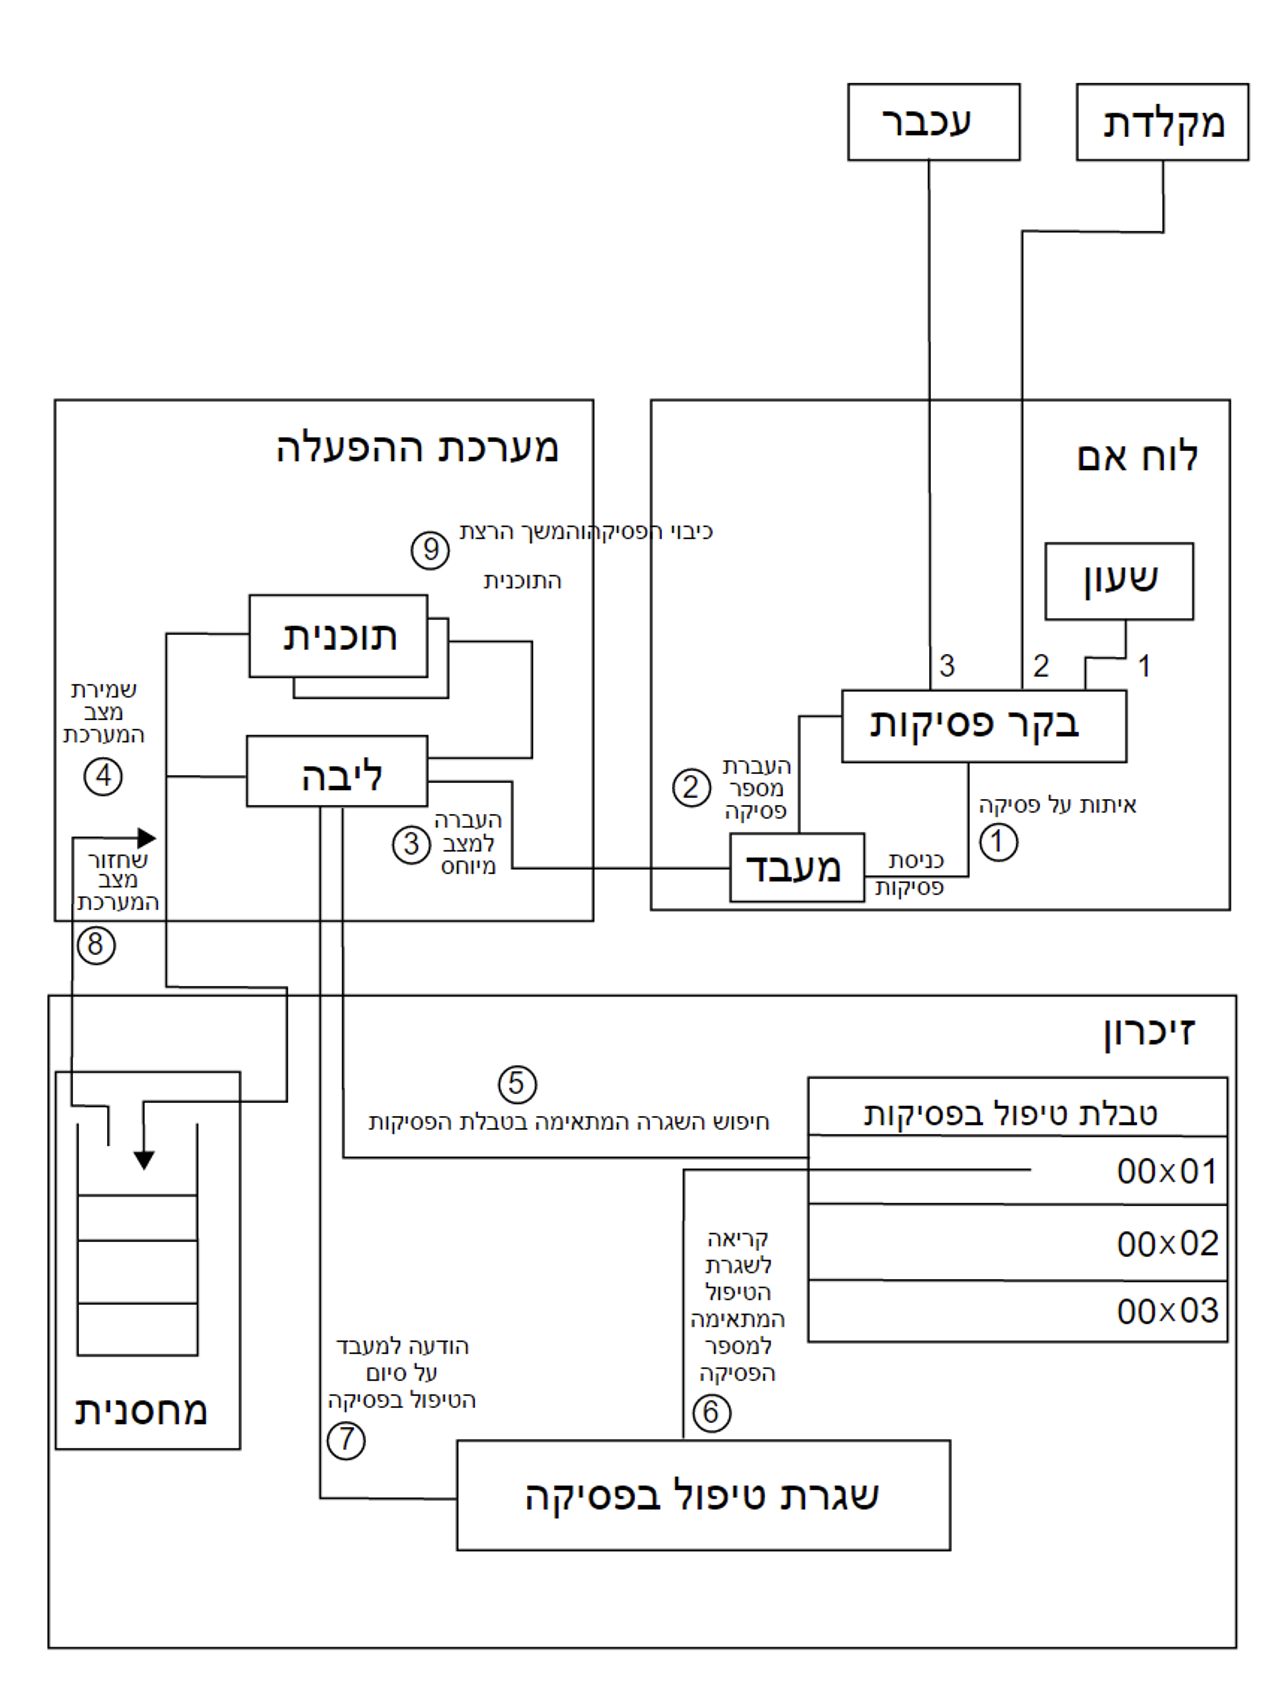 מקלדת
עכבר
לוח אם
שעון
1
2
3
בקר פסיקות
איתות על פסיקה
1
כניסת
פסיקות
מעבד
2
העברת
מספר
פסיקה
מערכת ההפעלה
9
כיבוי הפסיקהוהמשך הרצת
התוכנית
תוכנית
ליבה
3
העברה
למצב
מיוחס
שמירת
מצב
המערכת
4
שחזור
מצב
המערכת
8
זיכרון
טבלת טיפול בפסיקות
00x01
00x02
00x03
5
חיפוש השגרה המתאימה בטבלת הפסיקות
קריאה
לשגרת
הטיפול
המתאימה
למספר
הפסיקה
6
הודעה למעבד
על סיום
הטיפול בפסיקה
7
שגרת טיפול בפסיקה
מחסנית